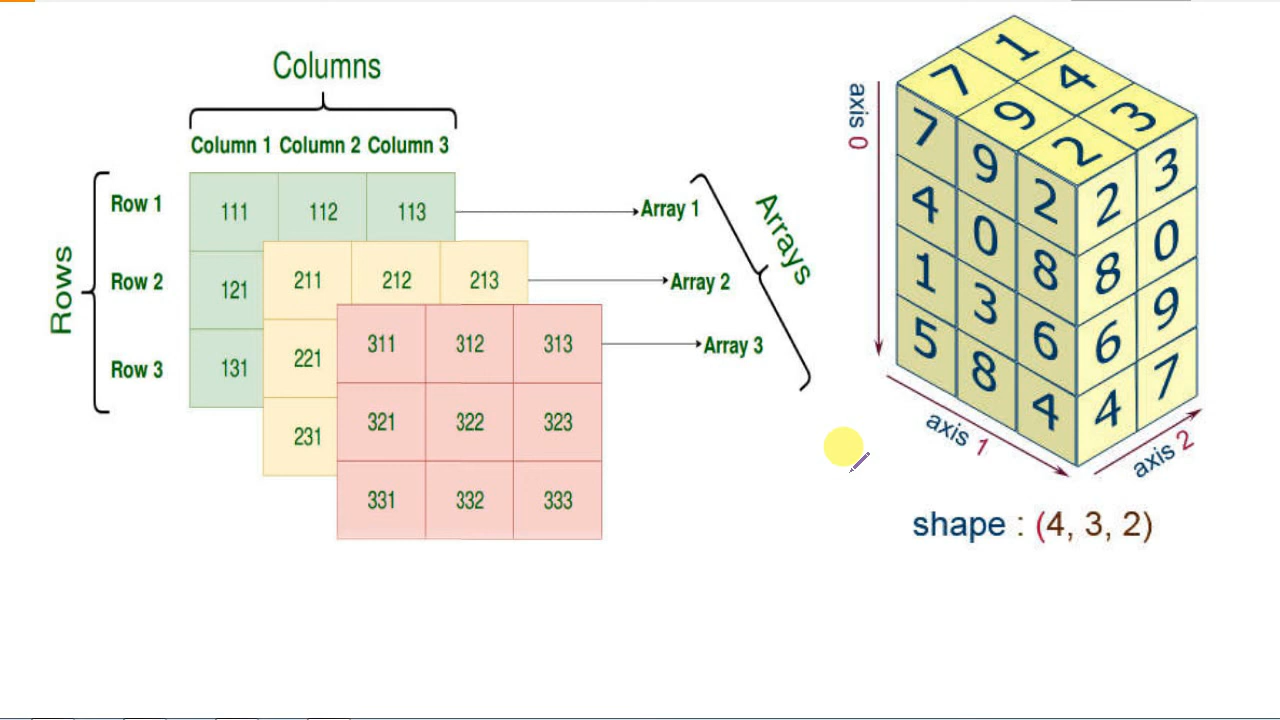 Columns
Column 1 Column 2 Column 3
Rows
Row 1
Row 2
Row 3
111 112 113
121
131
211 212 213
221
231
311 312 313
321 322 323
331 332 333
Array 1
Array 2
Array 3
Arrays
axis 0
1
7 4
9 3
2
7 9 2
4 0 8
1 3 6
5 8 4
2 3
8 0
6 9
4 7
axis 1
axis 2
shape : (4, 3, 2)